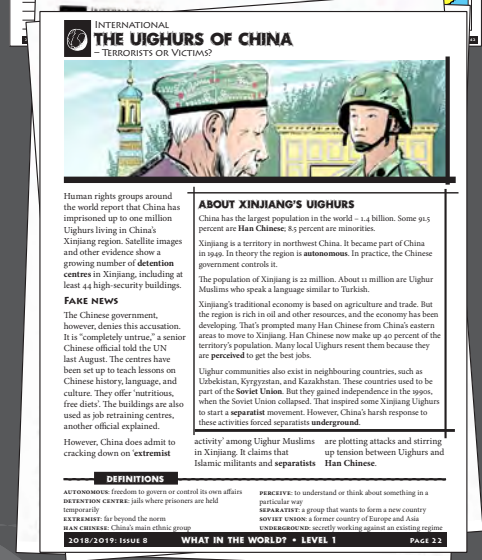 INTERNATIONAL
THE UIGHURS OF CHINA
– TERRORISTS OR VICTIMS?
Human rights groups around
the world report that China has
imprisoned up to one million
Uighurs living in China's
Xinjiang region. Satellite images
and other evidence show a
growing number of detention
centres in Xinjiang, including at
least 44 high-security buildings.
FAKE NEWS
The Chinese government,
however, denies this accusation.
It is "completely untrue," a senior
Chinese official told the UN
last August. The centres have
been set up to teach lessons on
Chinese history, language, and
culture. They offer 'nutritious,
free diets'. The buildings are also
used as job retraining centres,
another official explained.
However, China does admit to
cracking down on 'extremist
ABOUT XINJIANG'S UIGHURS
China has the largest population in the world – 1.4 billion. Some 91.5
percent are Han Chinese; 8.5 percent are minorities.
Xinjiang is a territory in northwest China. It became part of China
in 1949. In theory the region is autonomous. In practice, the Chinese
government controls it.
The population of Xinjiang is 22 million. About 11 million are Uighur
Muslims who speak a language similar to Turkish.
Xinjiang's traditional economy is based on agriculture and trade. But
the region is rich in oil and other resources, and the economy has been
developing. That's prompted many Han Chinese from China's eastern
areas to move to Xinjiang. Han Chinese now make up 40 percent of the
territory's population. Many local Uighurs resent them because they
are perceived to get the best jobs.
Uighur communities also exist in neighbouring countries, such as
Uzbekistan, Kyrgyzstan, and Kazakhstan. These countries used to be
part of the Soviet Union. But they gained independence in the 1990s,
when the Soviet Union collapsed. That inspired some Xinjiang Uighurs
to start a separatist movement. However, China's harsh response to
these activities forced separatists underground.
activity' among Uighur Muslims
in Xinjiang. It claims that
Islamic militants and separatists
are plotting attacks and stirring
up tension between Uighurs and
Han Chinese.
DEFINITIONS
AUTONOMOUS: freedom to govern or control its own affairs
DETENTION CENTRE: jails where prisoners are held
temporarily
EXTREMIST: far beyond the norm
HAN CHINESE: China's main ethnic group
PERCEIVE: to understand or think about something in a
particular way
SEPARATIST: a group that wants to form a new country
SOVIET UNION: a former country of Europe and Asia
UNDERGROUND: secretly working against an existing regime
2018/2019: ISSUE 8 WHAT IN THE WORLD? • LEVEL 1 PAGE 22